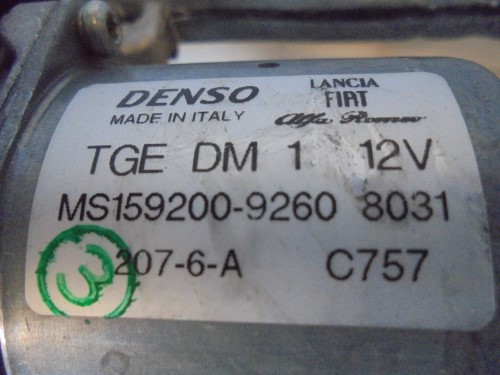 DENSO LANCIA
MADE IN ITALY FIAT
Alfa Romeo
TGE DM 1 12V
MS159200-9260 8031
207-6-A C757
3